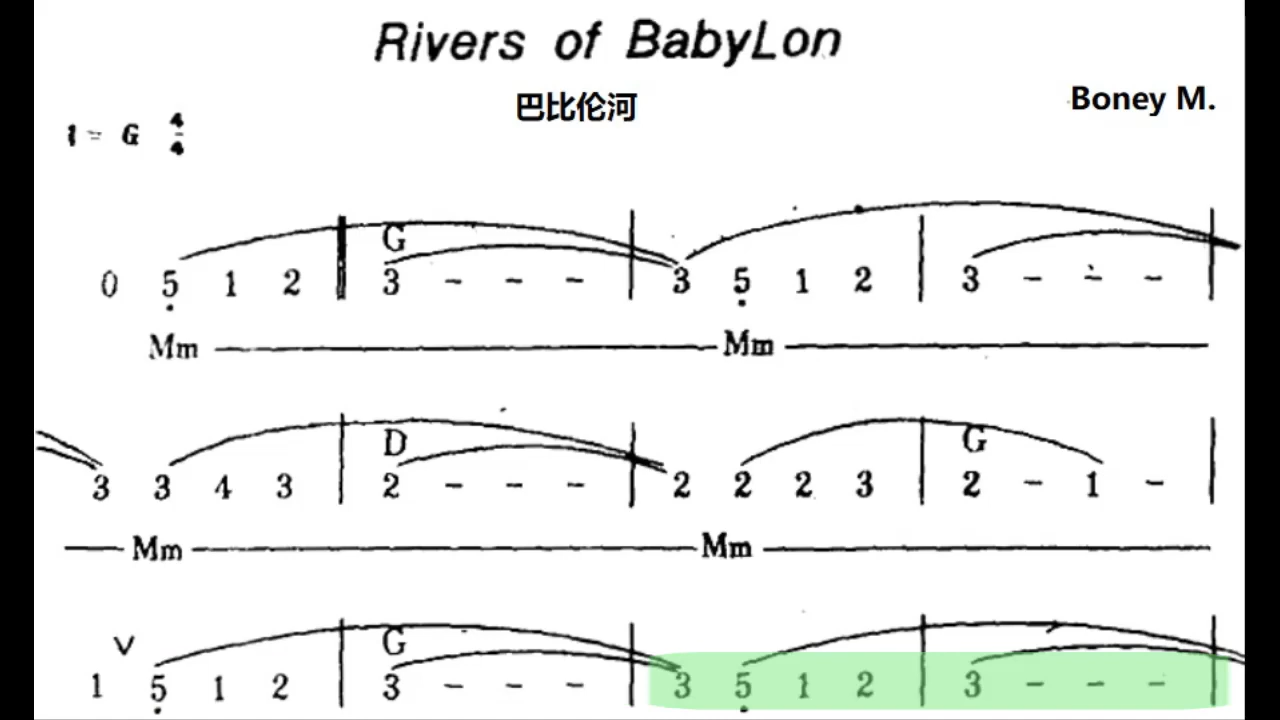 Rivers of BabyLon
巴比伦河
Boney M.
1 = G 4/4
G
0 5 1 2 | 3 - - - | 3 5 1 2 | 3 - - - |
Mm Mm
D G
3 3 4 3 | 2 - - - | 2 2 2 3 | 2 - 1 - |
Mm Mm
V G
1 5 1 2 | 3 - - - | 3 5 1 2 | 3 - - -